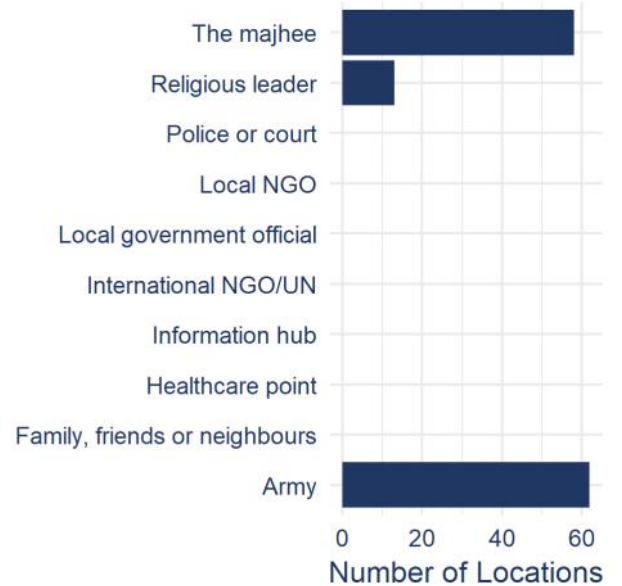 The majhee
Religious leader
Police or court
Local NGO
Local government official
International NGO/UN
Information hub
Healthcare point
Family, friends or neighbours
Army
0 20 40 60
Number of Locations